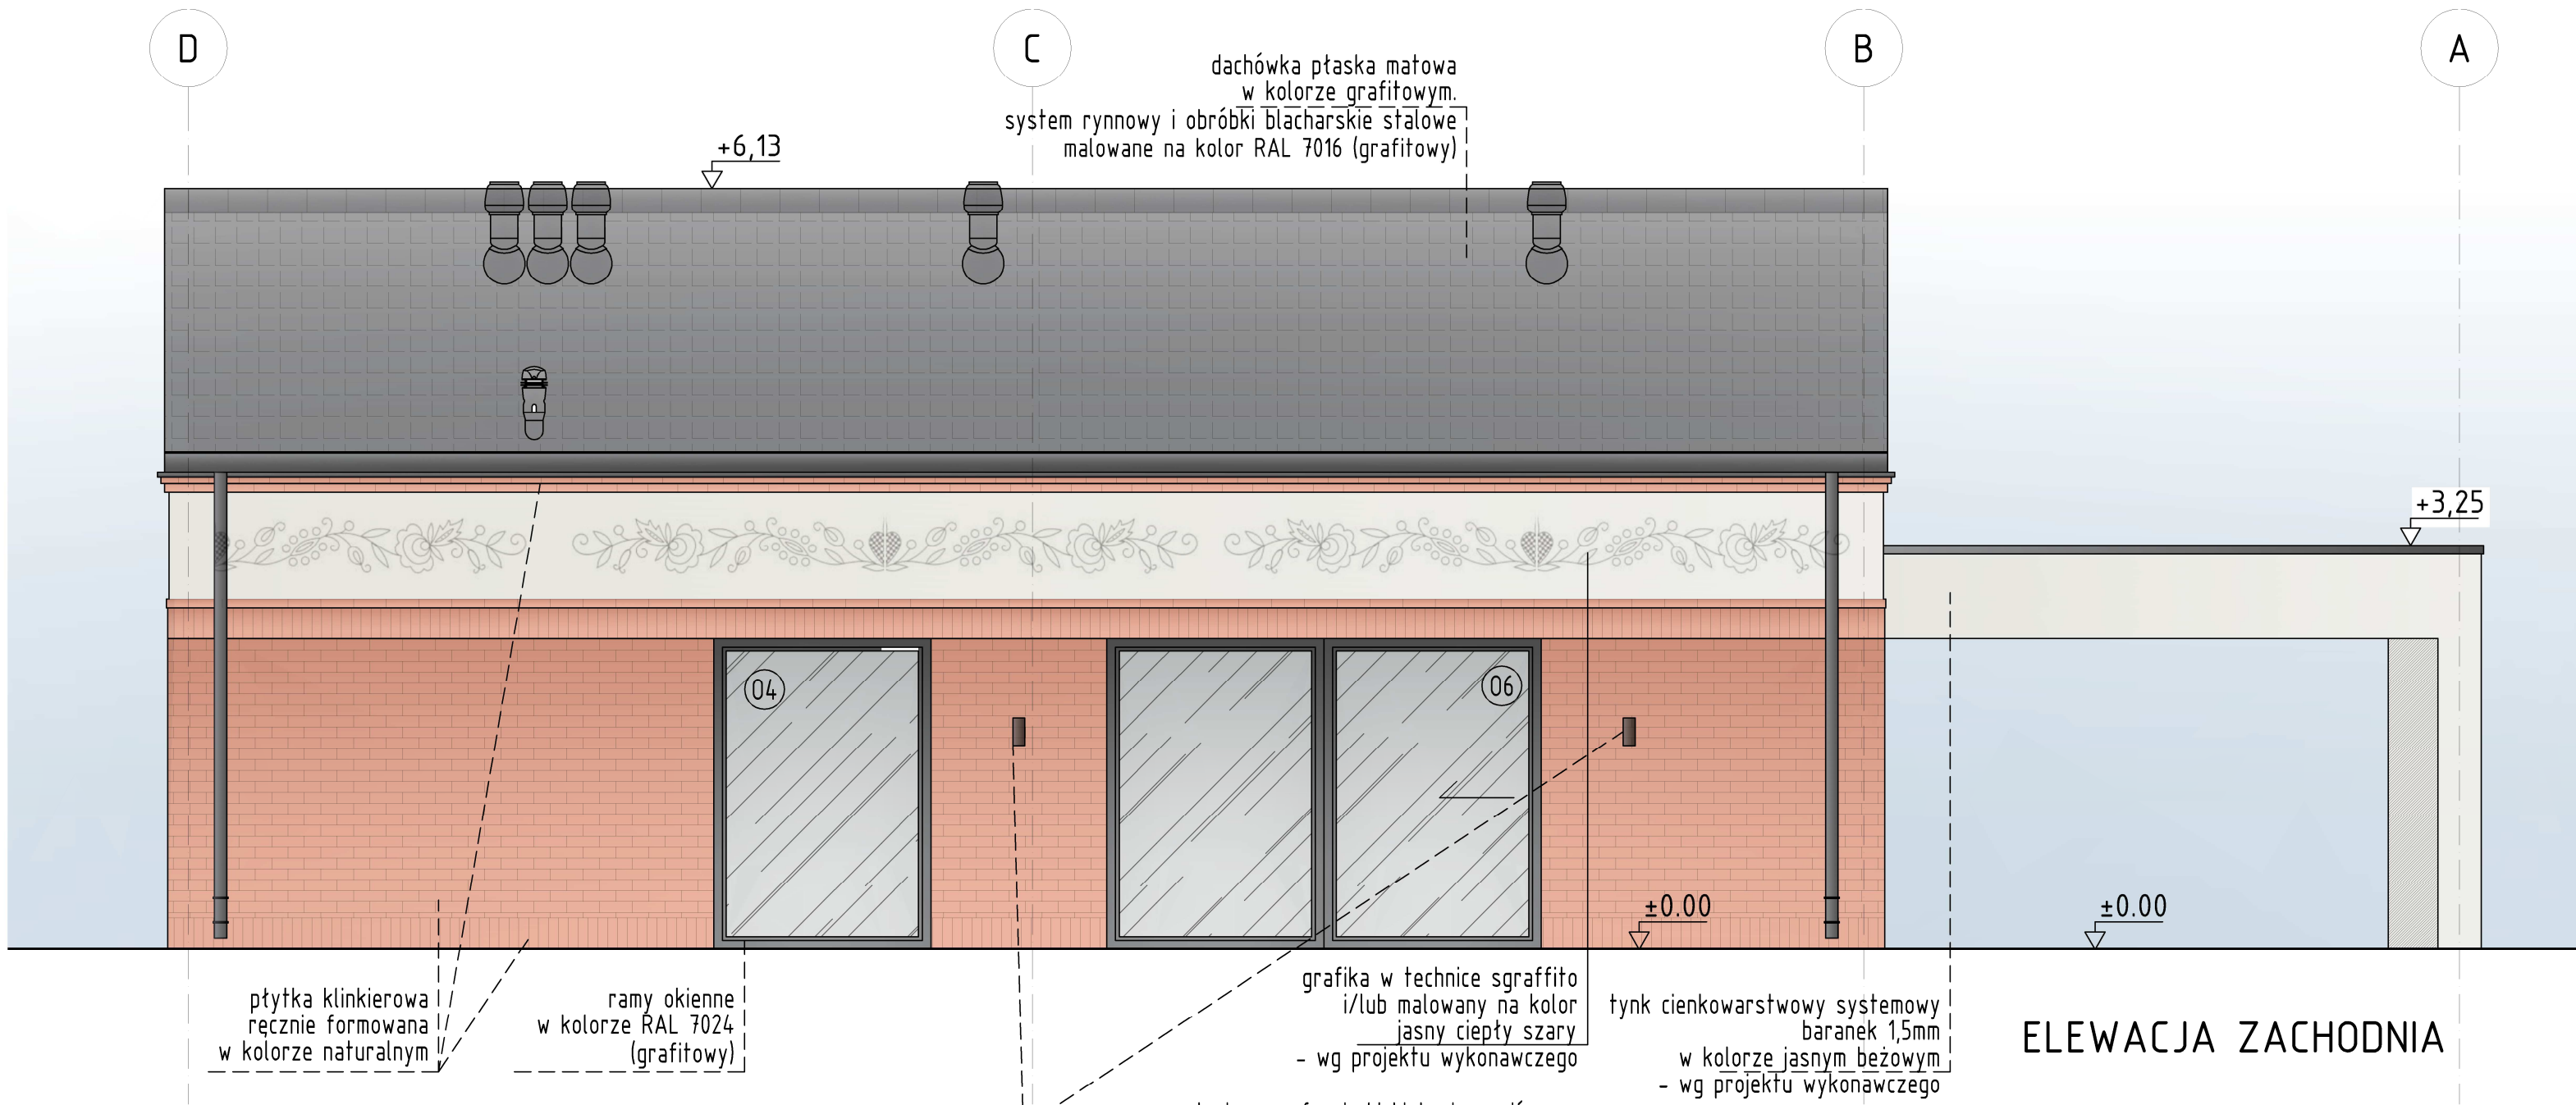 D
C
B
A
dachówka płaska matowa
w kolorze grafitowym.
system rynnowy i obróbki blacharskie stalowe
malowane na kolor RAL 7016 (grafitowy)
+6,13
+3,25
04
06
±0.00
±0.00
płytka klinkierowa
ręcznie formowana
w kolorze naturalnym
ramy okienne
w kolorze RAL 7024
(grafitowy)
grafika w technice sgraffito
i/lub malowany na kolor
jasny ciepły szary
- wg projektu wykonawczego
tynk cienkowarstwowy systemowy
baranek 1,5mm
w kolorze jasnym beżowym
- wg projektu wykonawczego
ELEWACJA ZACHODNIA